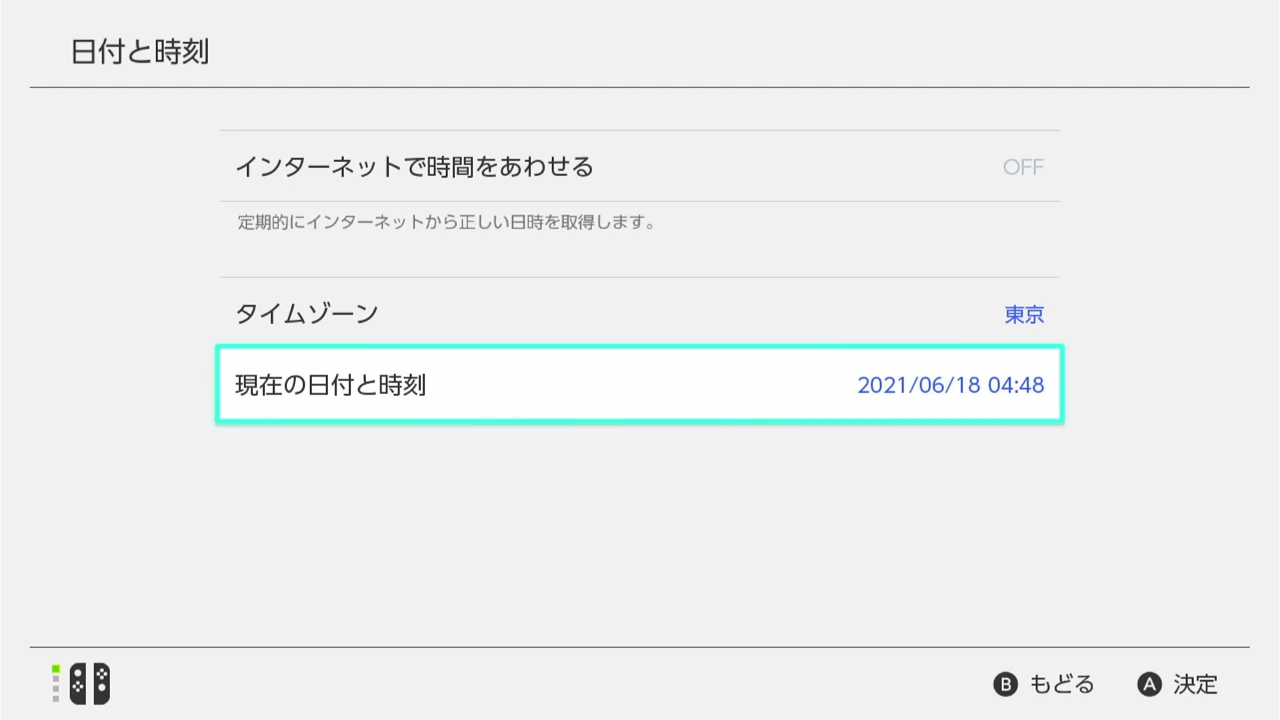 日付と時刻
インターネットで時間をあわせる OFF
定期的にインターネットから正しい日時を取得します。
タイムゾーン 東京
現在の日付と時刻 2021/06/18 04:48
B もどる A 決定